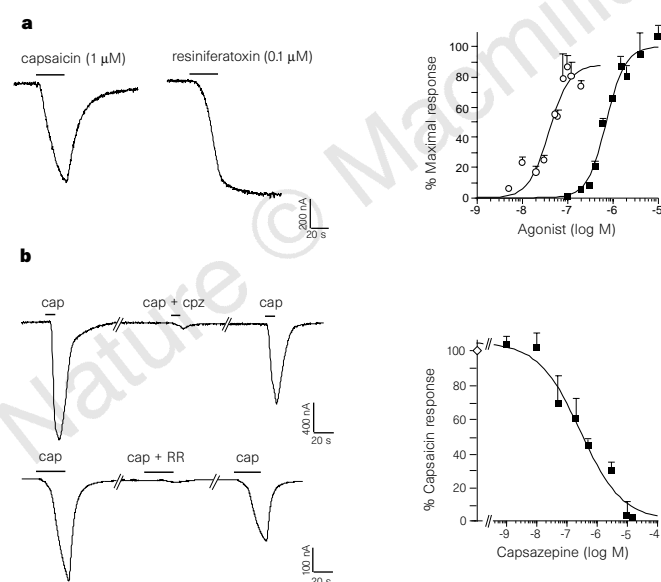 a
capsaicin (1 µM)
resiniferatoxin (0.1 µM)
200 nA
20 s
% Maximal response
100
80
60
40
20
0
-9
-8
-7
-6
-5
Agonist (log M)
b
cap
cap + cpz
cap
400 nA
20 s
cap
cap + RR
cap
100 nA
20 s
% Capsaicin response
100
80
60
40
20
0
-9
-8
-7
-6
-5
-4
Capsazepine (log M)
Nature © Macmill